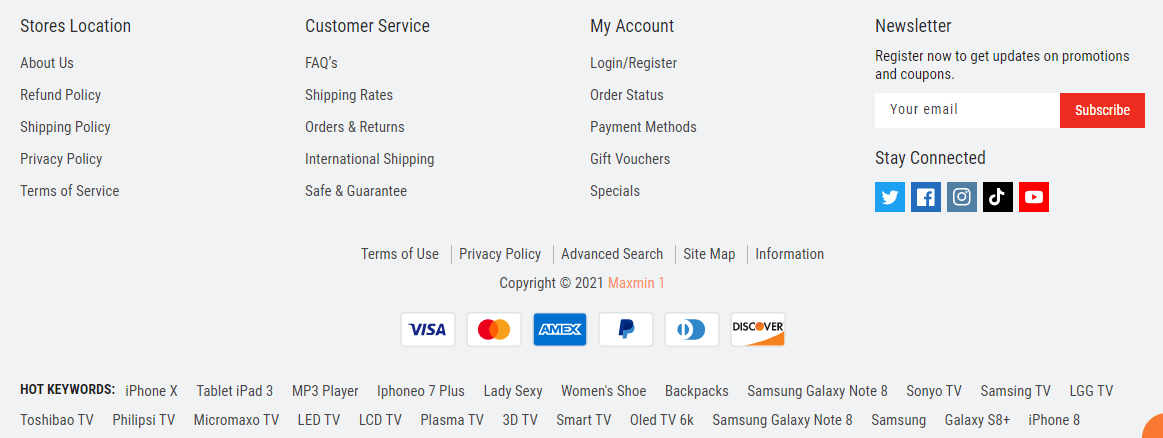 Stores Location
About Us
Refund Policy
Shipping Policy
Privacy Policy
Terms of Service
Customer Service
FAQ's
Shipping Rates
Orders & Returns
International Shipping
Safe & Guarantee
My Account
Login/Register
Order Status
Payment Methods
Gift Vouchers
Specials
Newsletter
Register now to get updates on promotions
and coupons.
Your email Subscribe
Stay Connected
Terms of Use Privacy Policy Advanced Search Site Map Information
Copyright © 2021 Maxmin 1
VISA AMEX DISCOVER
HOT KEYWORDS: iPhone X Tablet iPad 3 MP3 Player Iphoneo 7 Plus Lady Sexy Women's Shoe Backpacks Samsung Galaxy Note 8 Sonyo TV Samsing TV LGG TV
Toshibao TV Philipsi TV Micromaxo TV LED TV LCD TV Plasma TV 3D TV Smart TV Oled TV 6k Samsung Galaxy Note 8 Samsung Galaxy S8+ iPhone 8